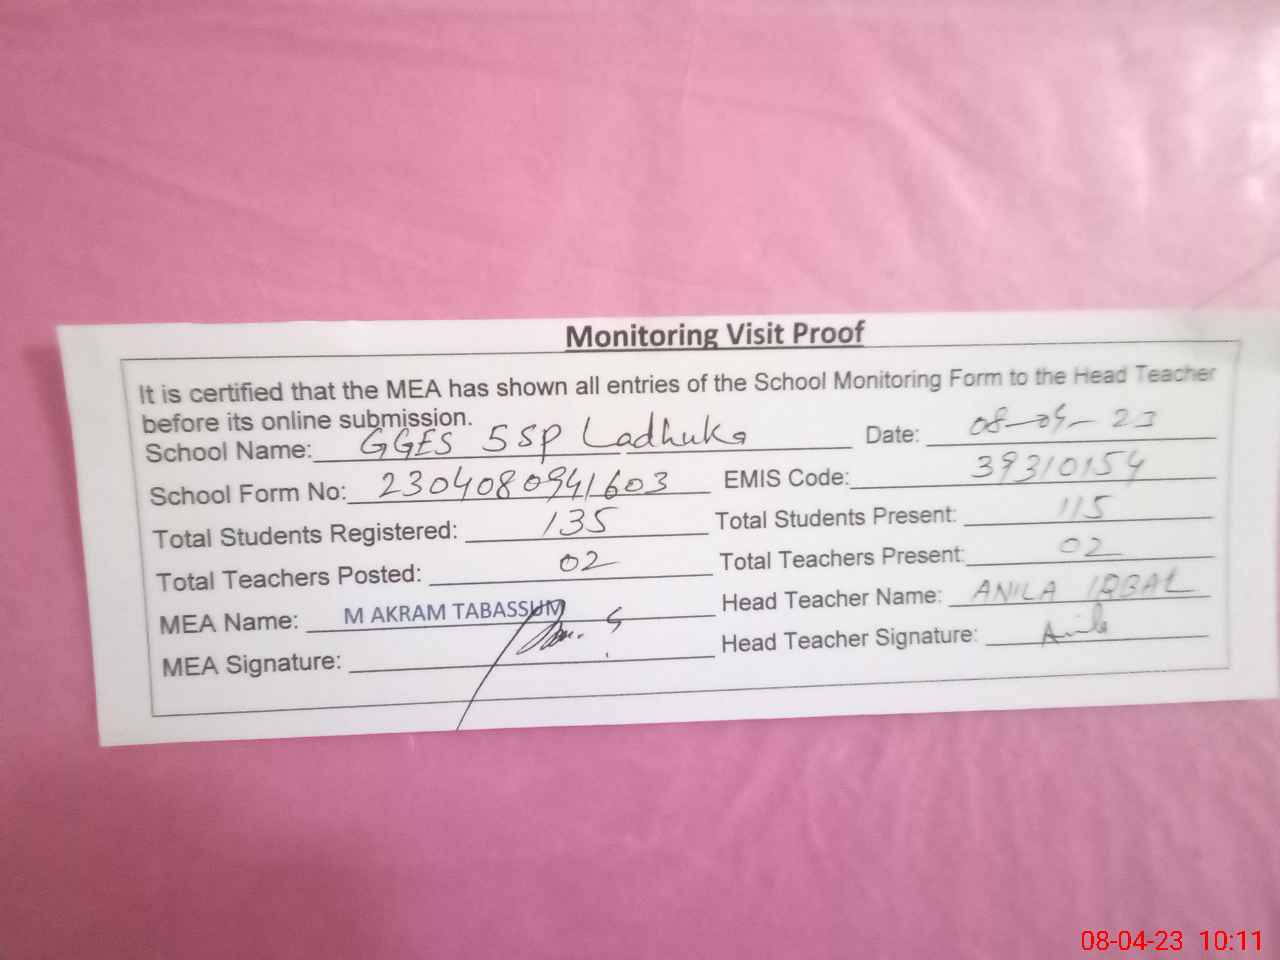 Monitoring Visit Proof
It is certified that the MEA has shown all entries of the School Monitoring Form to the Head Teacher
before its online submission.
School Name: GGES 5SP Ladhuka Date: 08-04-23
School Form No: 2304080941603 EMIS Code: 39310154
Total Students Registered: 135 Total Students Present: 115
Total Teachers Posted: 02 Total Teachers Present: 02
MEA Name: M AKRAM TABASSUM Head Teacher Name: ANILA IQBAL
MEA Signature: Head Teacher Signature: Anila
08-04-23 10:11